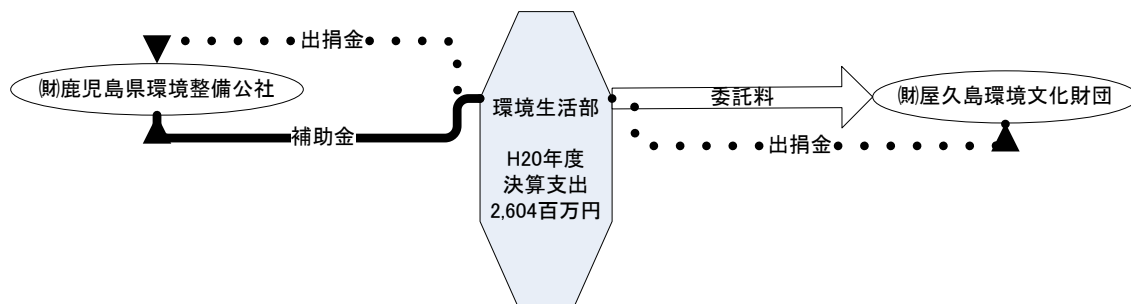 出捐金
㈶鹿児島県環境整備公社
補助金
環境生活部
H20年度
決算支出
2,604百万円
委託料
㈶屋久島環境文化財団
出捐金